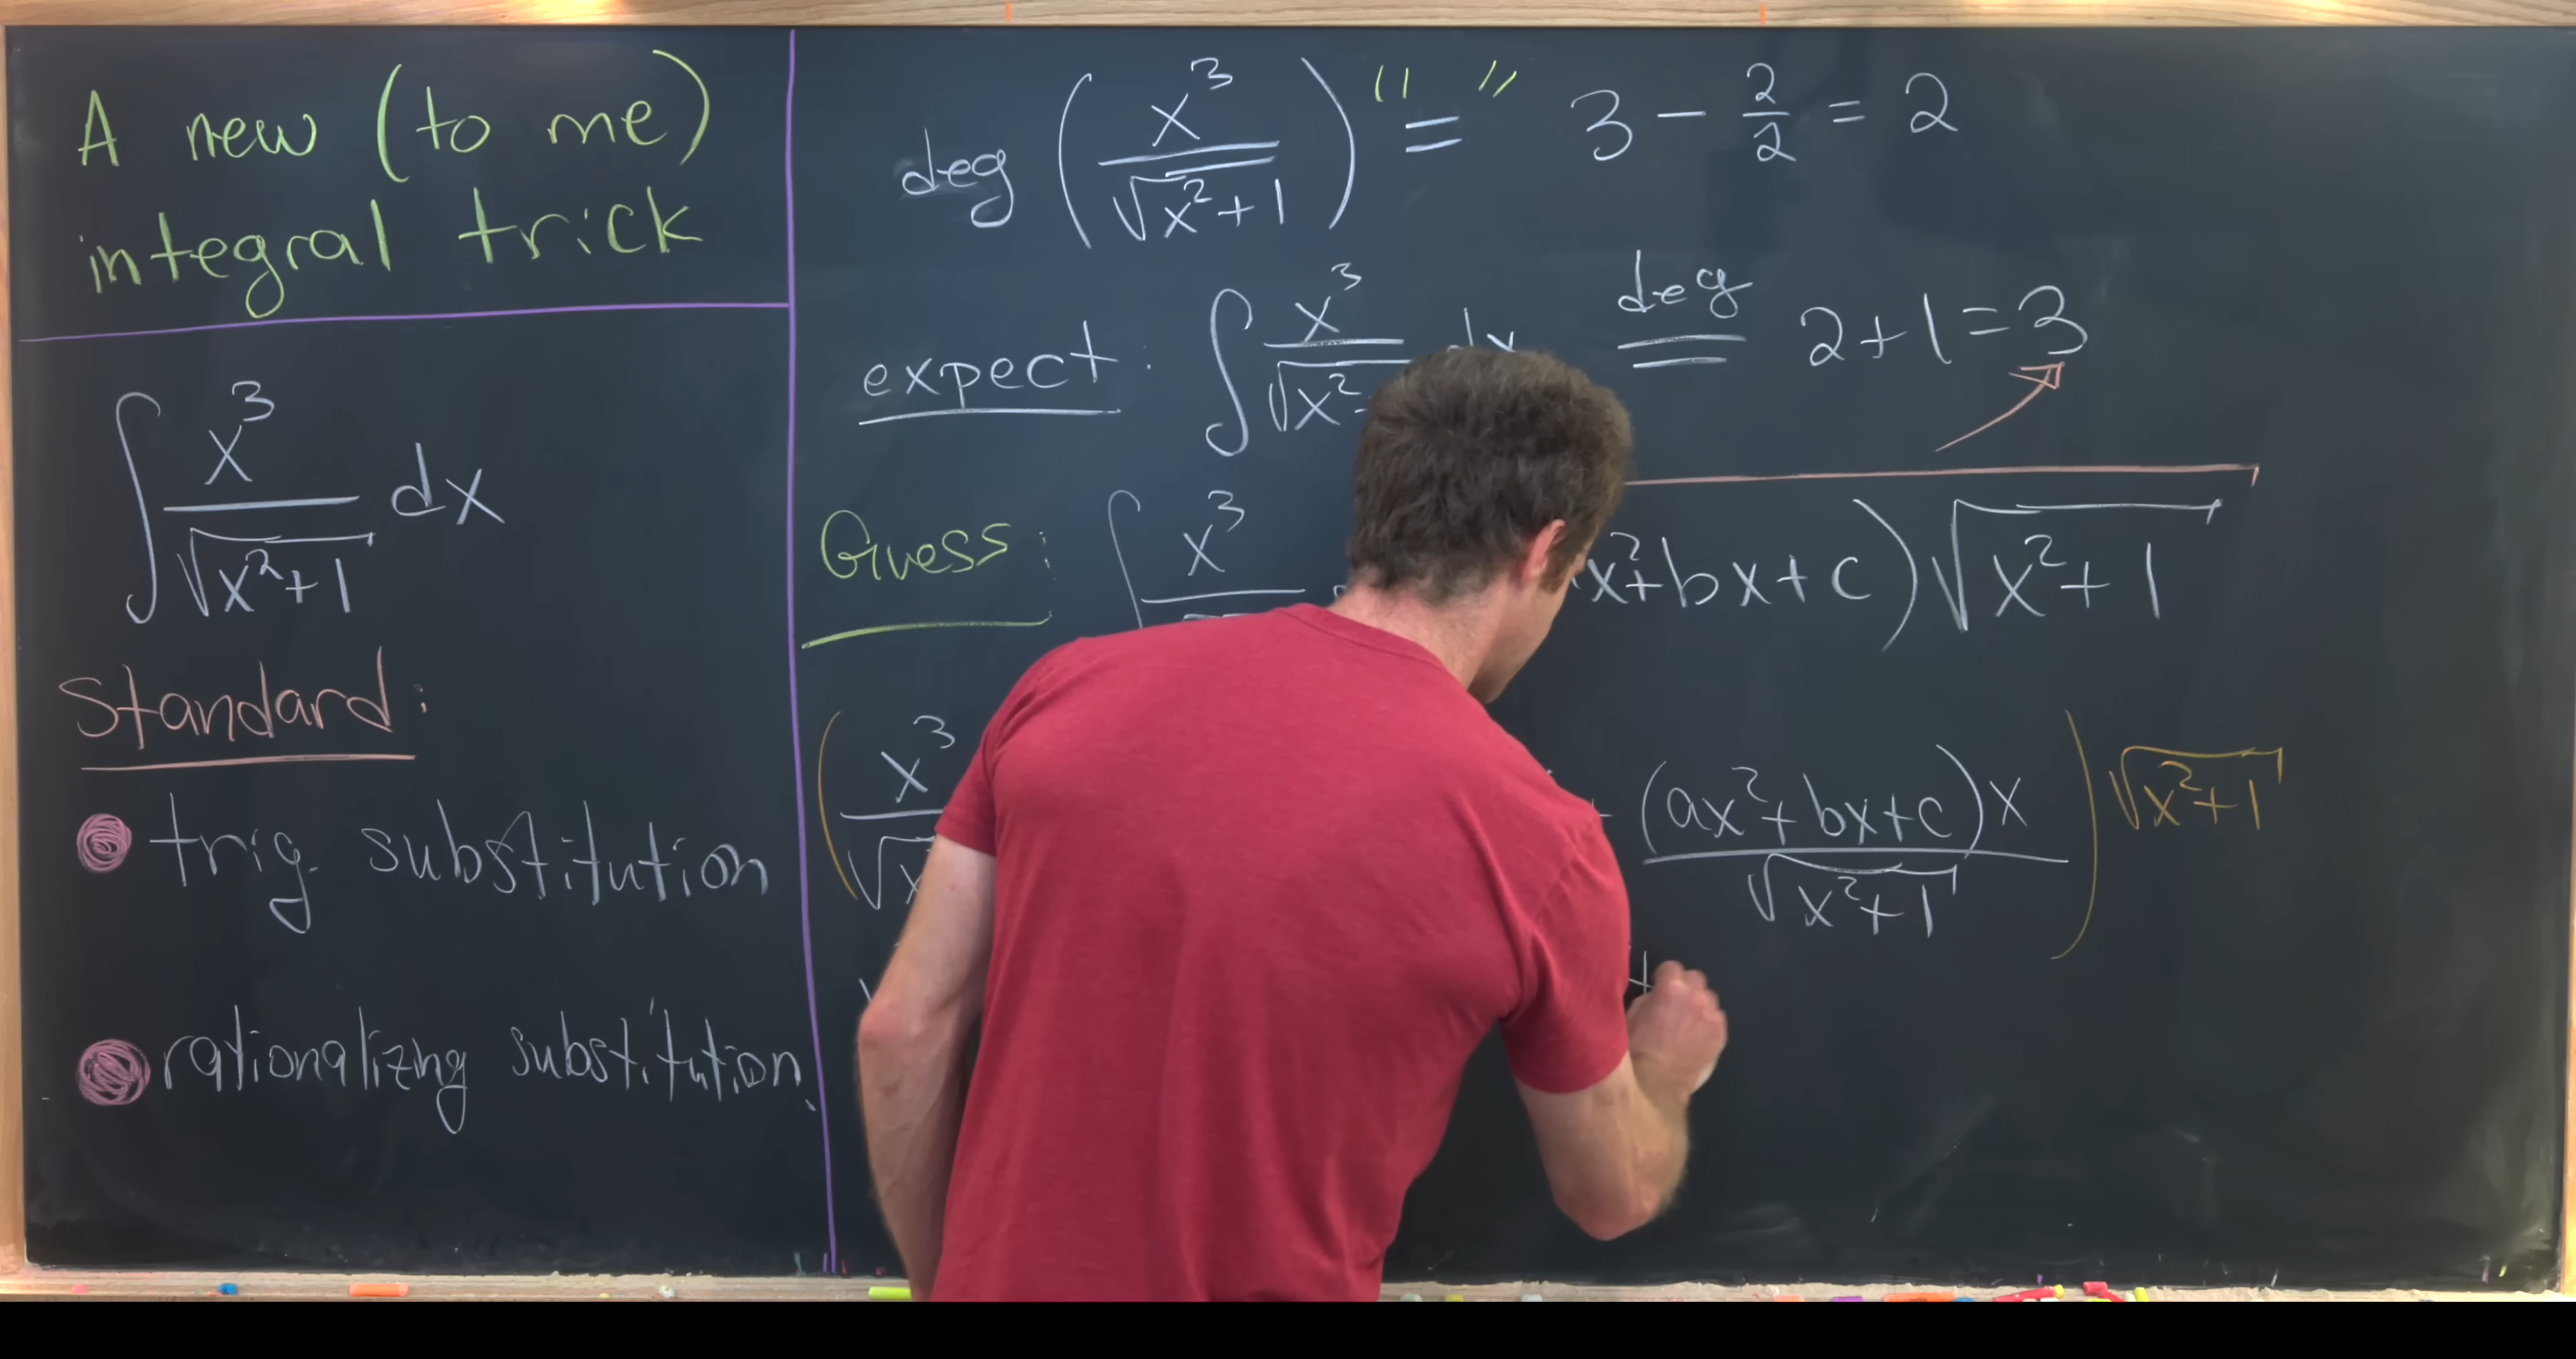 A new (to me)
integral trick
∫ x³/√(x²+1) dx
Standard:
trig. substitution
rationalizing substitution
deg (x³/√(x²+1)) "=" 3 - 2/2 = 2
expect: ∫ x³/√x² dx deg = 2+1=3
Guess: ∫ x³ x²+bx+c) √(x²+1)
(x³/√x (ax²+bx+c)x/√(x²+1)) √(x²+1)
+